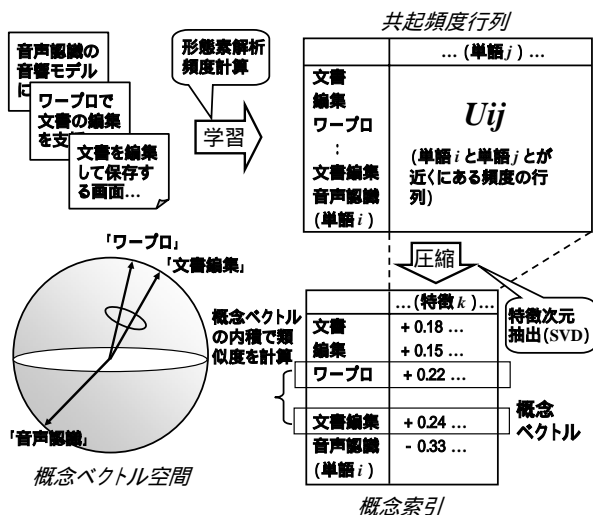 音声認識の
音響モデル
に
ワープロで
文書の編集
を支
文書を編集
して保存す
る画面…
形態素解析
頻度計算
学習
共起頻度行列
… (単語 j ) …
文書
編集
ワープロ
:
文書編集
音声認識
(単語 i )
Uij
(単語 i と単語 j とが
近くにある頻度の行
列)
圧縮
特徴次元
抽出(SVD)
「ワープロ」
「文書編集」
「音声認識」
概念ベクトル空間
概念ベクトル
の内積で類
似度を計算
…(特徴 k )…
文書 + 0.18 …
編集 + 0.15 …
ワープロ + 0.22 …
文書編集 + 0.24 …
音声認識 - 0.33 …
(単語 i )
概念
ベクトル
概念索引